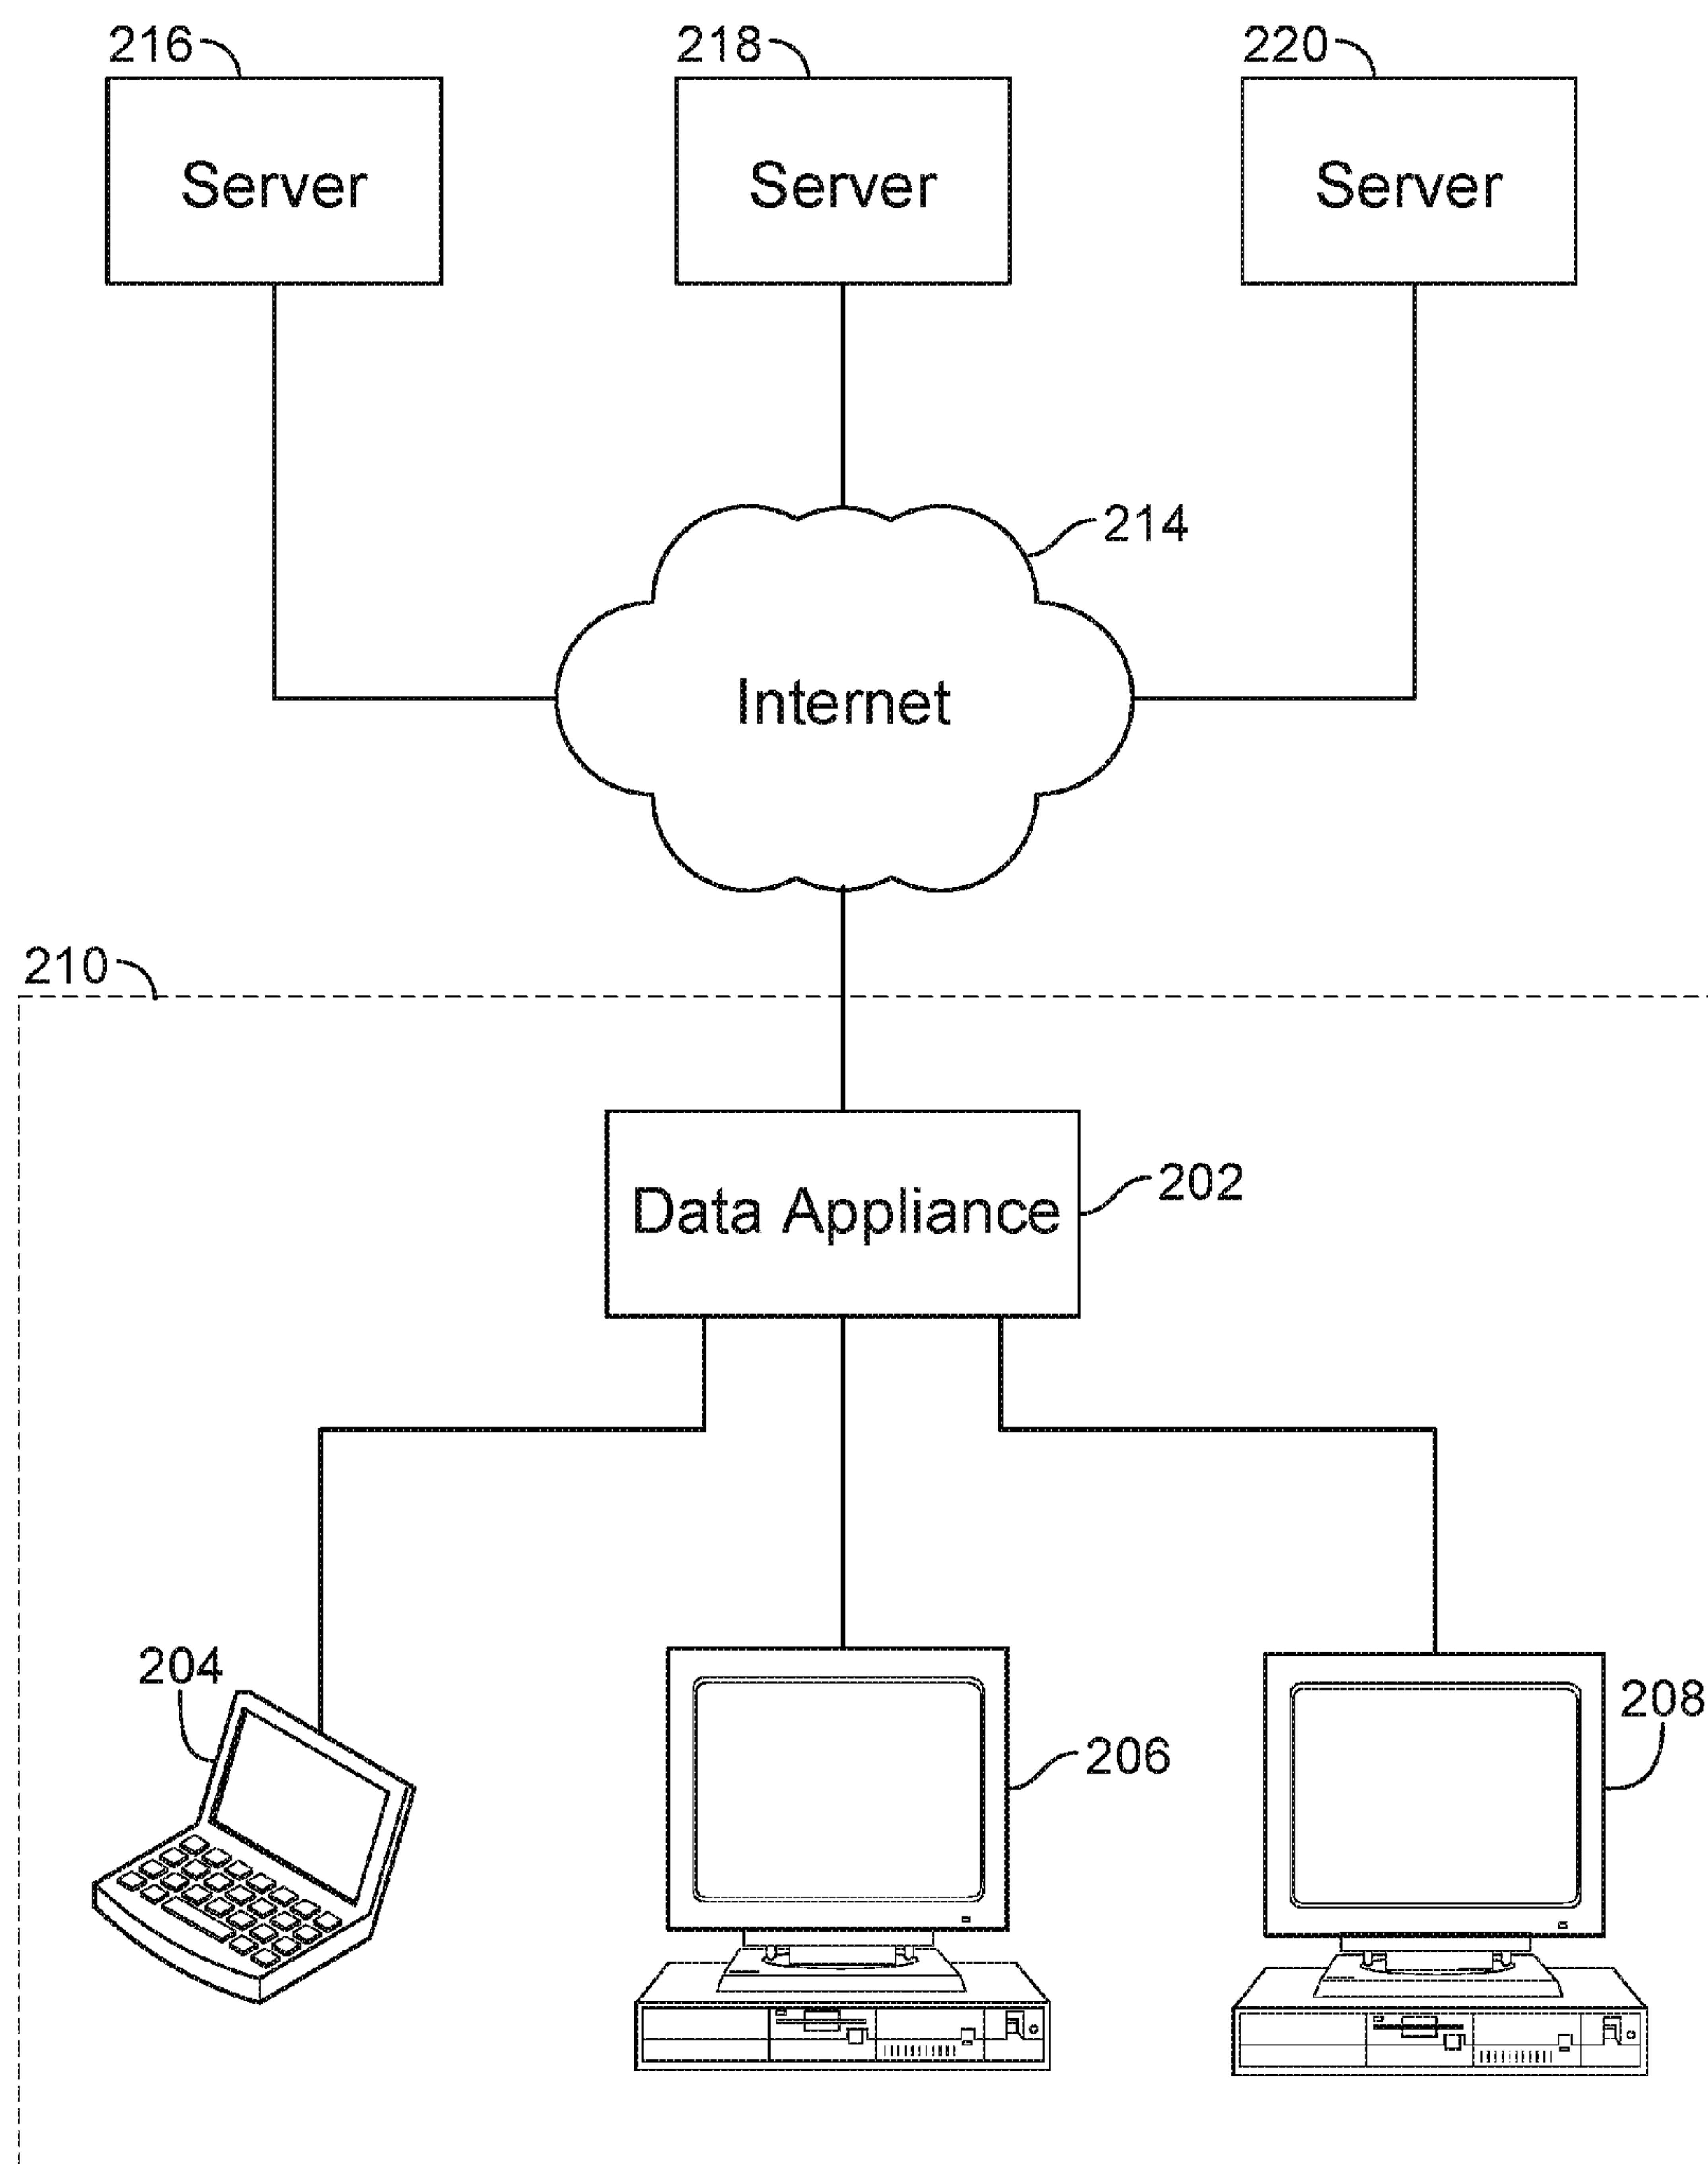 216
218
220
Server
Server
Server
214
Internet
210
202
Data Appliance
204
206
208